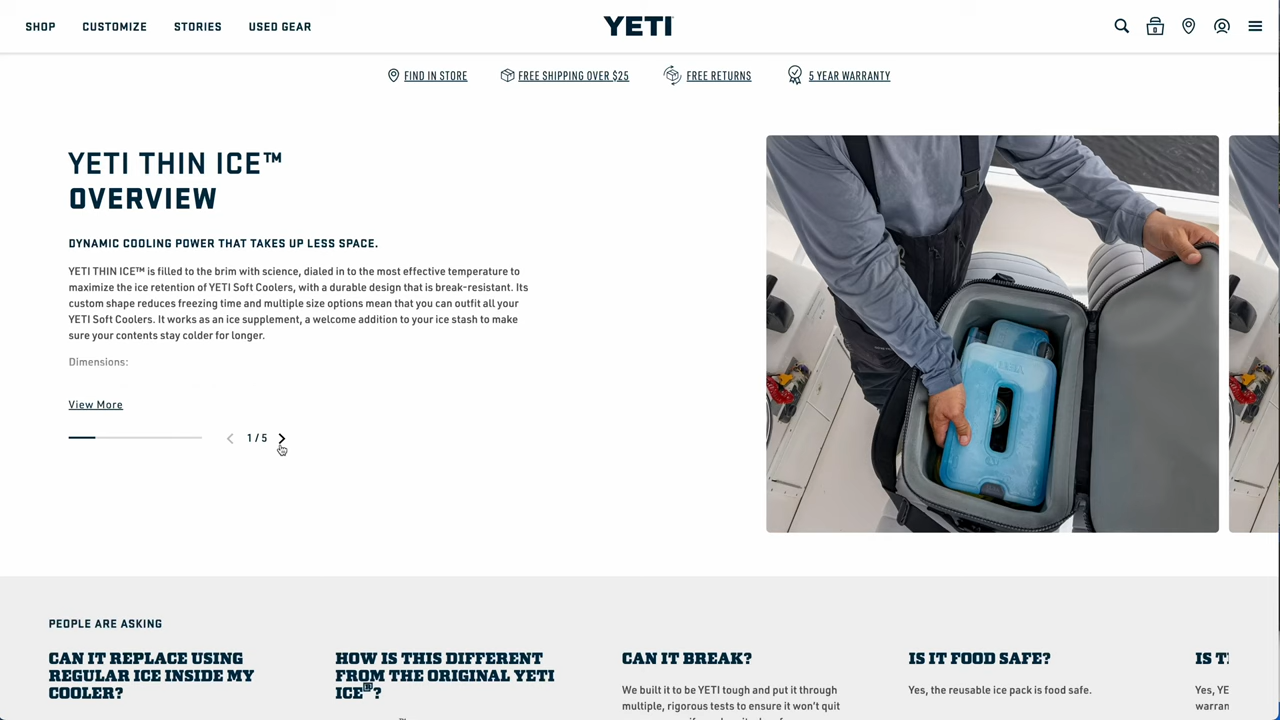 SHOP CUSTOMIZE STORIES USED GEAR YETI 0
FIND IN STORE FREE SHIPPING OVER $25 FREE RETURNS 5 YEAR WARRANTY
YETI THIN ICE™
OVERVIEW
DYNAMIC COOLING POWER THAT TAKES UP LESS SPACE.
YETI THIN ICE™ is filled to the brim with science, dialed in to the most effective temperature to
maximize the ice retention of YETI Soft Coolers, with a durable design that is break-resistant. Its
custom shape reduces freezing time and multiple size options mean that you can outfit all your
YETI Soft Coolers. It works as an ice supplement, a welcome addition to your ice stash to make
sure your contents stay colder for longer.
Dimensions:
View More
1 / 5
PEOPLE ARE ASKING
CAN IT REPLACE USING
REGULAR ICE INSIDE MY
COOLER?
HOW IS THIS DIFFERENT
FROM THE ORIGINAL YETI
ICE®?
CAN IT BREAK?
We built it to be YETI tough and put it through
multiple, rigorous tests to ensure it won't quit
IS IT FOOD SAFE?
Yes, the reusable ice pack is food safe.
IS T
Yes, YE
warran